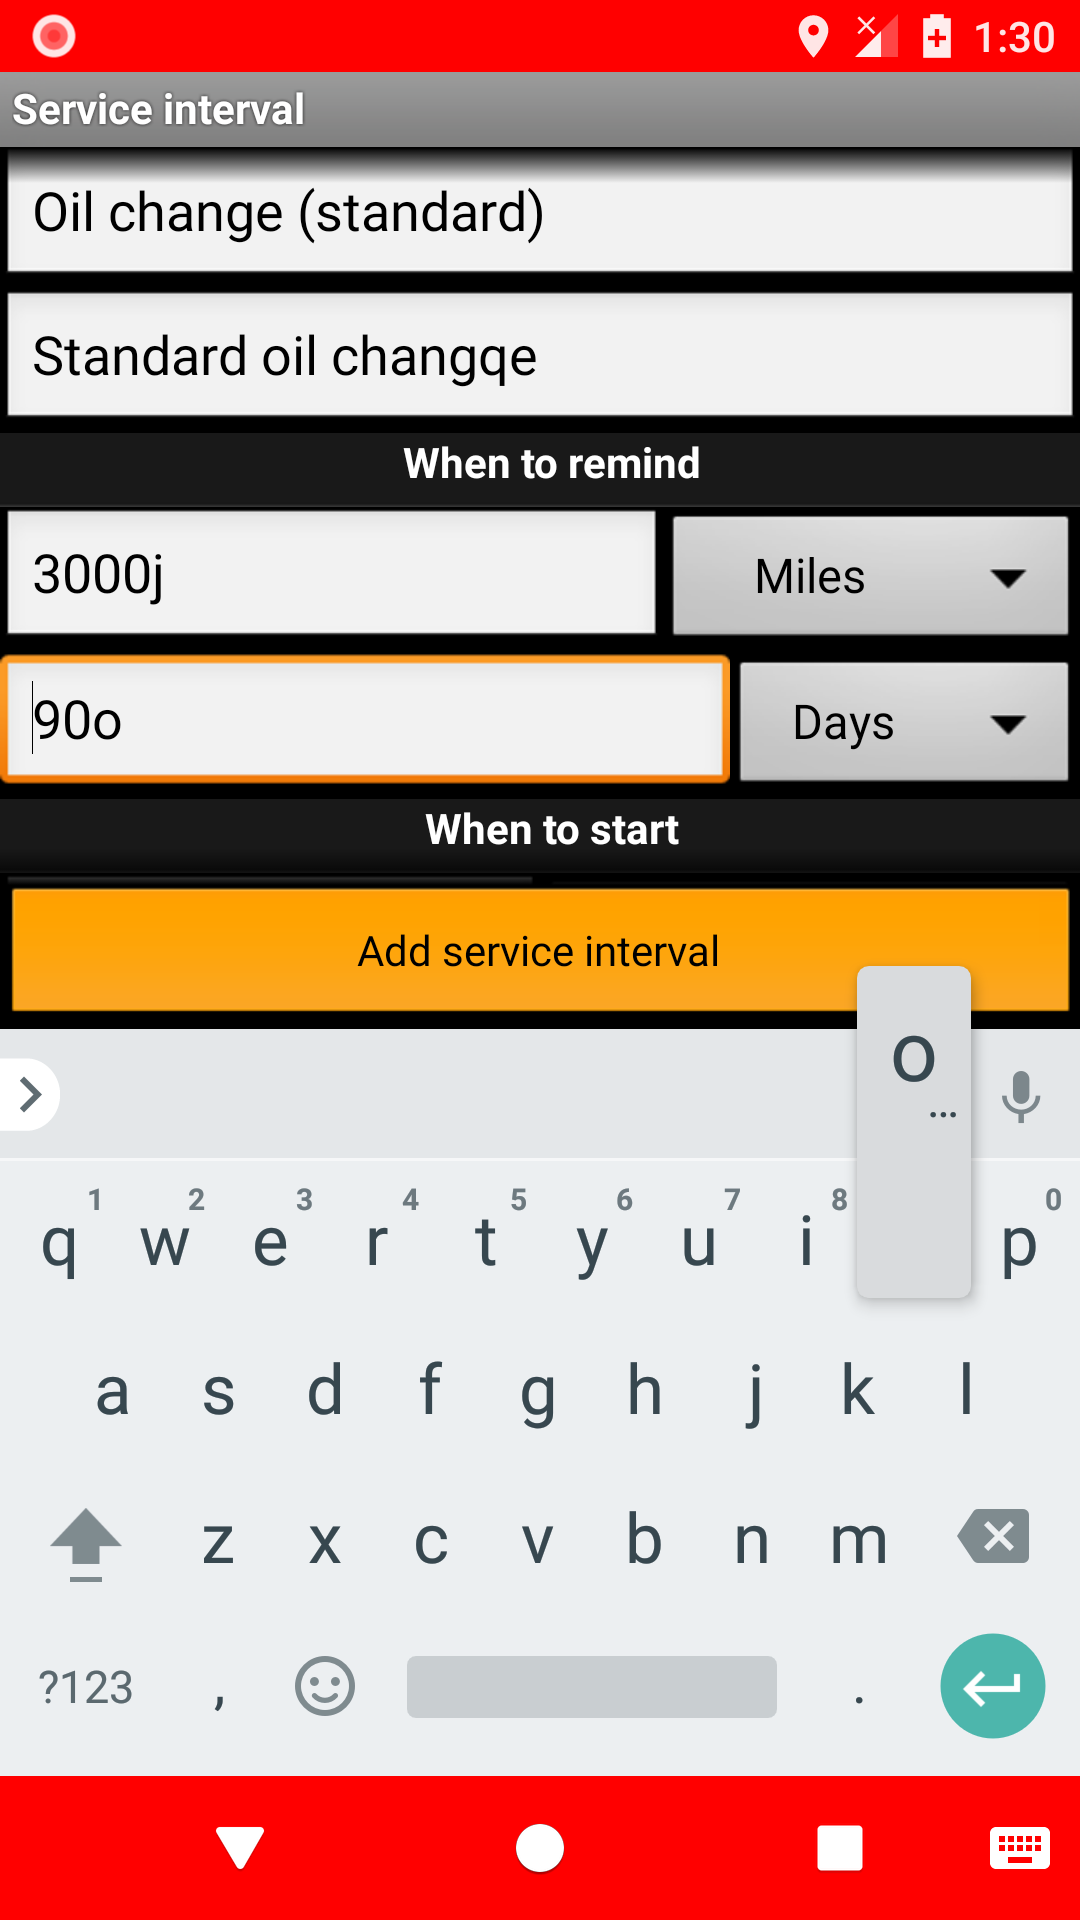 1:30
Service interval
Oil change (standard)
Standard oil changqe
When to remind
3000j
Miles
90o
Days
When to start
Add service interval
o
...
1 2 3 4 5 6 7 8 0
q w e r t y u i p
a s d f g h j k l
z x c v b n m
?123 , .